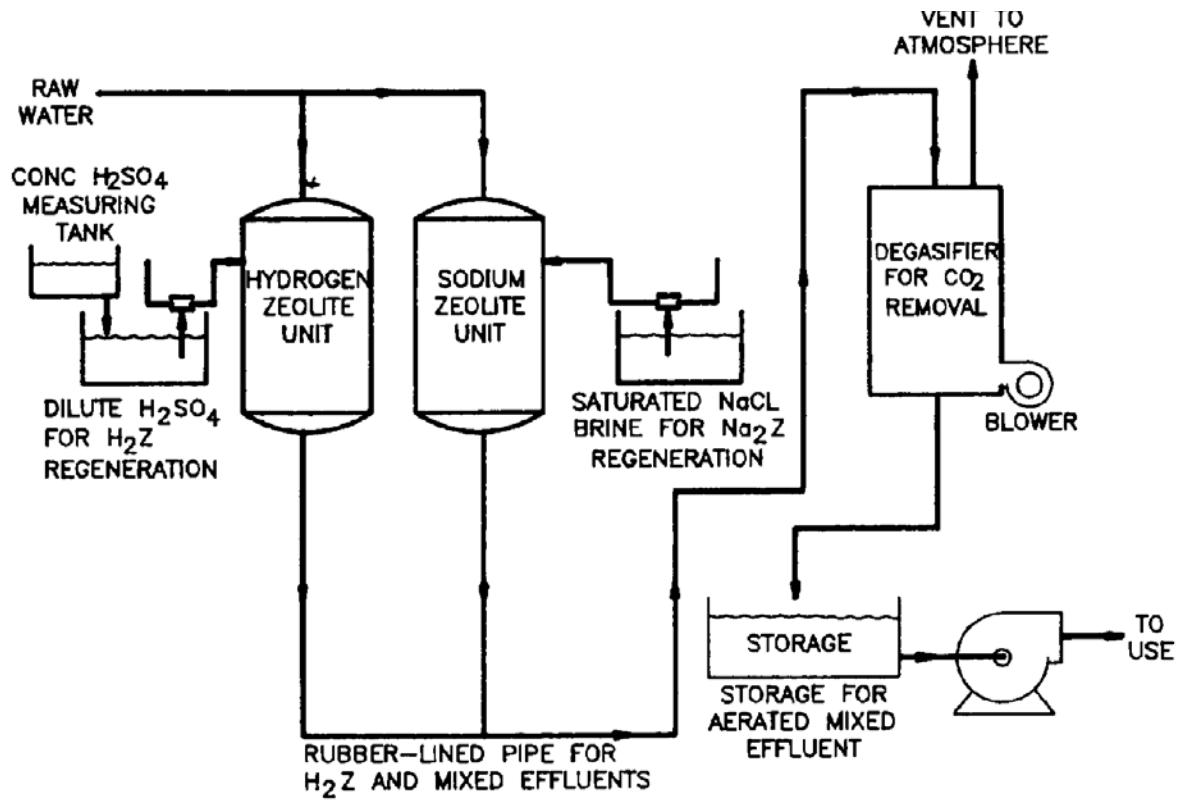 VENT TO
ATMOSPHERE
RAW
WATER
CONC H2SO4
MEASURING
TANK
HYDROGEN
ZEOLITE
UNIT
SODIUM
ZEOLITE
UNIT
DEGASIFIER
FOR CO2
REMOVAL
DILUTE H2SO4
FOR H2Z
REGENERATION
SATURATED NaCL
BRINE FOR Na2Z
REGENERATION
BLOWER
STORAGE
TO
USE
STORAGE FOR
AERATED MIXED
EFFLUENT
RUBBER-LINED PIPE FOR
H2Z AND MIXED EFFLUENTS